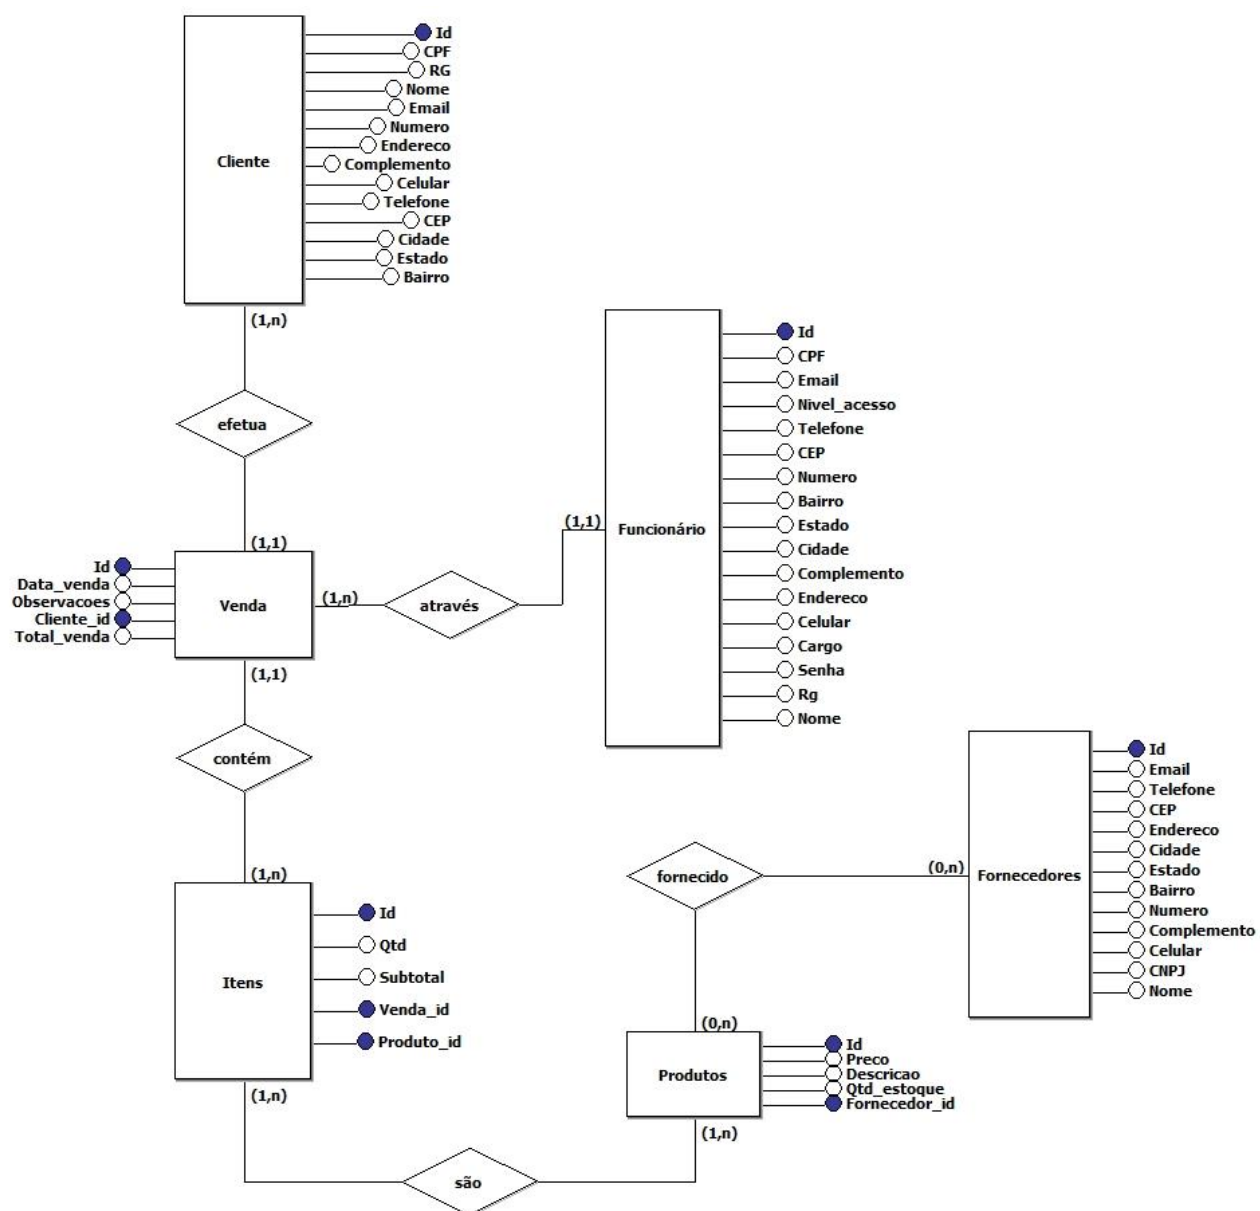 Cliente
Id
CPF
RG
Nome
Email
Numero
Endereco
Complemento
Celular
Telefone
CEP
Cidade
Estado
Bairro
(1,n)
efetua
(1,1)
Id
Data_venda
Observacoes
Cliente_id
Total_venda
Venda
(1,n)
através
(1,1)
Funcionário
Id
CPF
Email
Nivel_acesso
Telefone
CEP
Numero
Bairro
Estado
Cidade
Complemento
Endereco
Celular
Cargo
Senha
Rg
Nome
(1,1)
contém
(1,n)
Itens
Id
Qtd
Subtotal
Venda_id
Produto_id
(1,n)
são
(1,n)
Produtos
Id
Preco
Descricao
Qtd_estoque
Fornecedor_id
(0,n)
fornecido
(0,n)
Fornecedores
Id
Email
Telefone
CEP
Endereco
Cidade
Estado
Bairro
Numero
Complemento
Celular
CNPJ
Nome